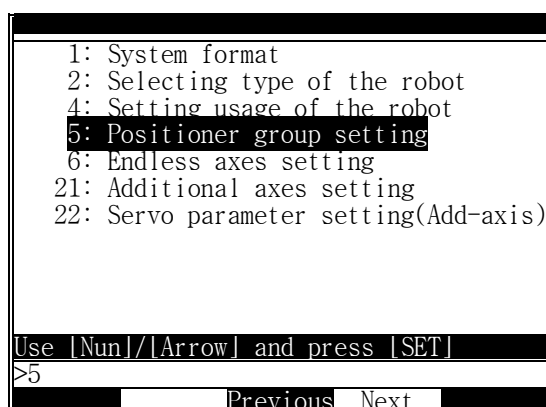 1: System format
2: Selecting type of the robot
4: Setting usage of the robot
5: Positioner group setting
6: Endless axes setting
21: Additional axes setting
22: Servo parameter setting(Add-axis)
Use [Nun]/[Arrow] and press [SET]
>5
Previous Next